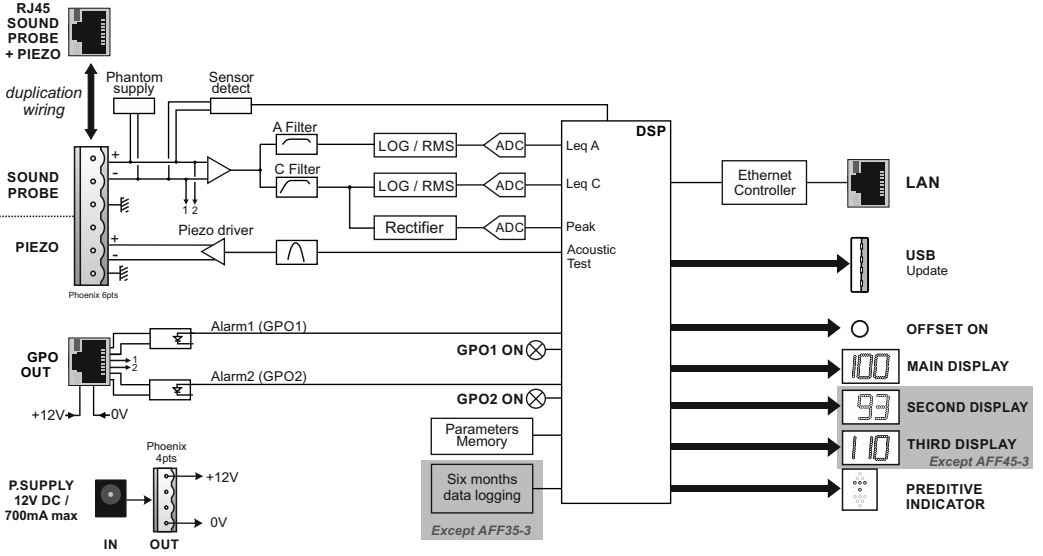 RJ45
SOUND
PROBE
+ PIEZO
duplication
wiring
Phantom
supply
Sensor
detect
A Filter
C Filter
LOG / RMS
ADC
LOG / RMS
ADC
Rectifier
ADC
DSP
Leq A
Leq C
Peak
Acoustic
Test
SOUND
PROBE
+
-
1 2
PIEZO
+
-
Piezo driver
Phoenix 6pts
Ethernet
Controller
LAN
USB
Update
OFFSET ON
100
MAIN DISPLAY
93
SECOND DISPLAY
110
THIRD DISPLAY
Except AFF45-3
PREDITIVE
INDICATOR
GPO
OUT
1
2
+12V
0V
Alarm1 (GPO1)
GPO1 ON
Alarm2 (GPO2)
GPO2 ON
Parameters
Memory
Six months
data logging
Except AFF35-3
P.SUPPLY
12V DC /
700mA max
Phoenix
4pts
+12V
0V
IN
OUT